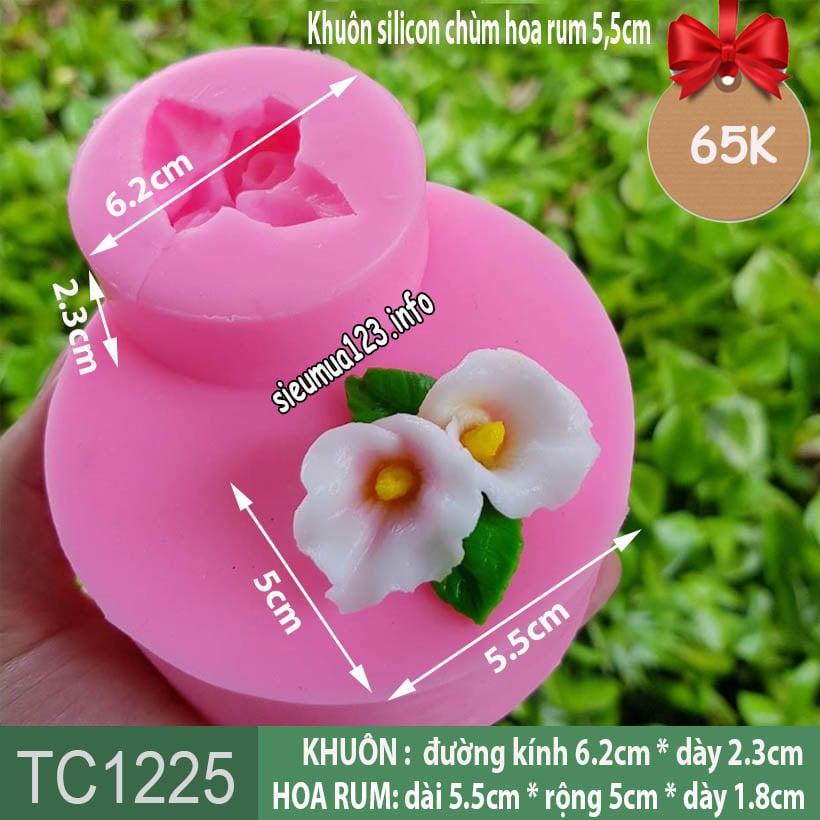 Khuôn silicon chùm hoa rum 5,5cm
65K
6.2cm
2.3cm
sieumua123.info
5cm
5.5cm
TC1225
KHUÔN : đường kính 6.2cm * dày 2.3cm
HOA RUM: dài 5.5cm * rộng 5cm * dày 1.8cm